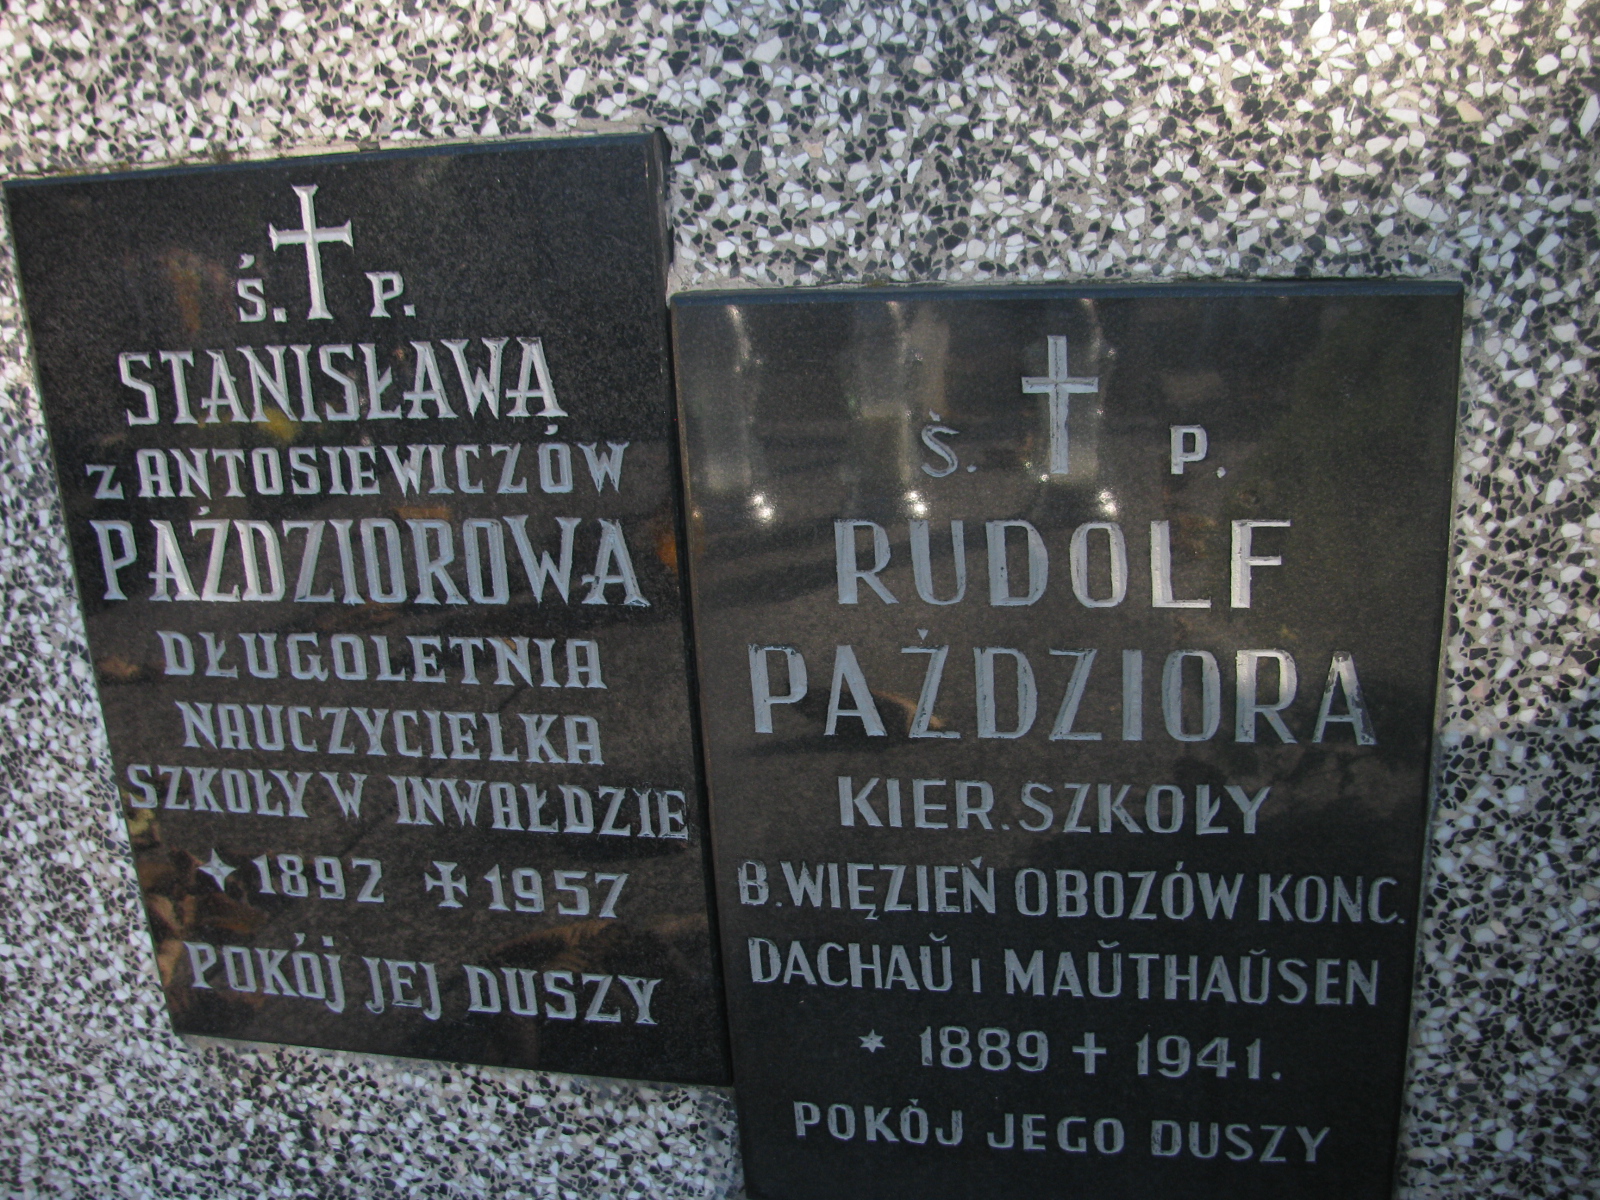 Ś. P.
STANISŁAWA
Z ANTOSIEWICZÓW
PAŹDZIOROWA
DŁUGOLETNIA
NAUCZYCIELKA
SZKOŁY W INWAŁDZIE
1892 1957
POKÓJ JEJ DUSZY
Ś. P.
RUDOLF
PAŹDZIORA
KIER. SZKOŁY
B. WIĘZIEŃ OBOZÓW KONC.
DACHAŬ I MAŬTHAŬSEN
* 1889 + 1941.
POKÓJ JEGO DUSZY